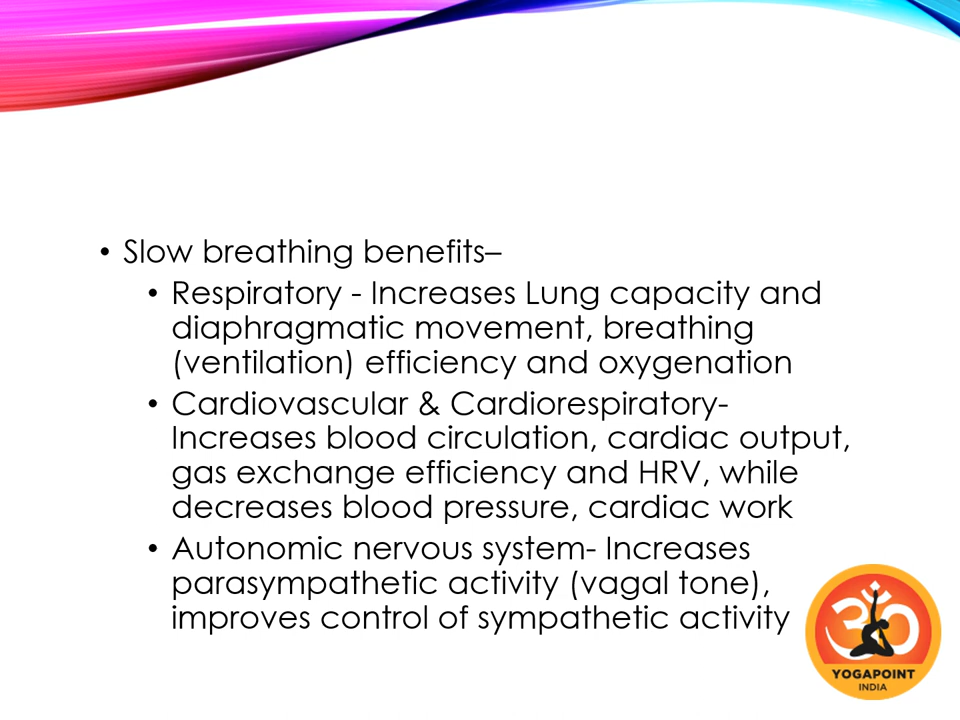 • Slow breathing benefits–
• Respiratory - Increases Lung capacity and
diaphragmatic movement, breathing
(ventilation) efficiency and oxygenation
• Cardiovascular & Cardiorespiratory-
Increases blood circulation, cardiac output,
gas exchange efficiency and HRV, while
decreases blood pressure, cardiac work
• Autonomic nervous system- Increases
parasympathetic activity (vagal tone),
improves control of sympathetic activity
ॐ
YOGAPOINT
INDIA